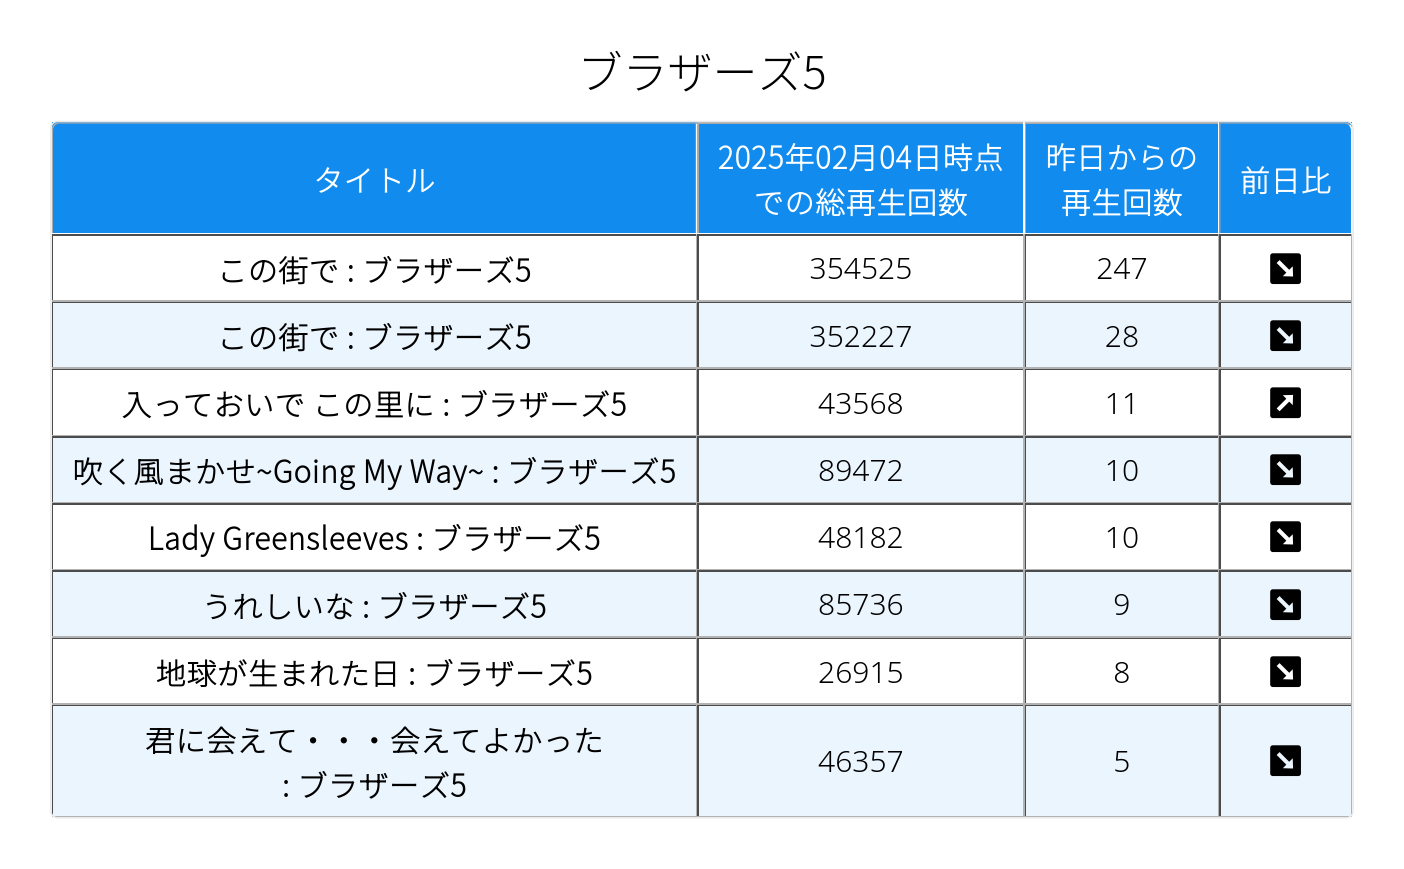 ブラザーズ5
タイトル
2025年02月04日時点
での総再生回数
昨日からの
再生回数
前日比
この街で : ブラザーズ5
354525
247
この街で : ブラザーズ5
352227
28
入っておいで この里に : ブラザーズ5
43568
11
吹く風まかせ~Going My Way~ : ブラザーズ5
89472
10
Lady Greensleeves : ブラザーズ5
48182
10
うれしいな : ブラザーズ5
85736
9
地球が生まれた日 : ブラザーズ5
26915
8
君に会えて・・・会えてよかった
: ブラザーズ5
46357
5